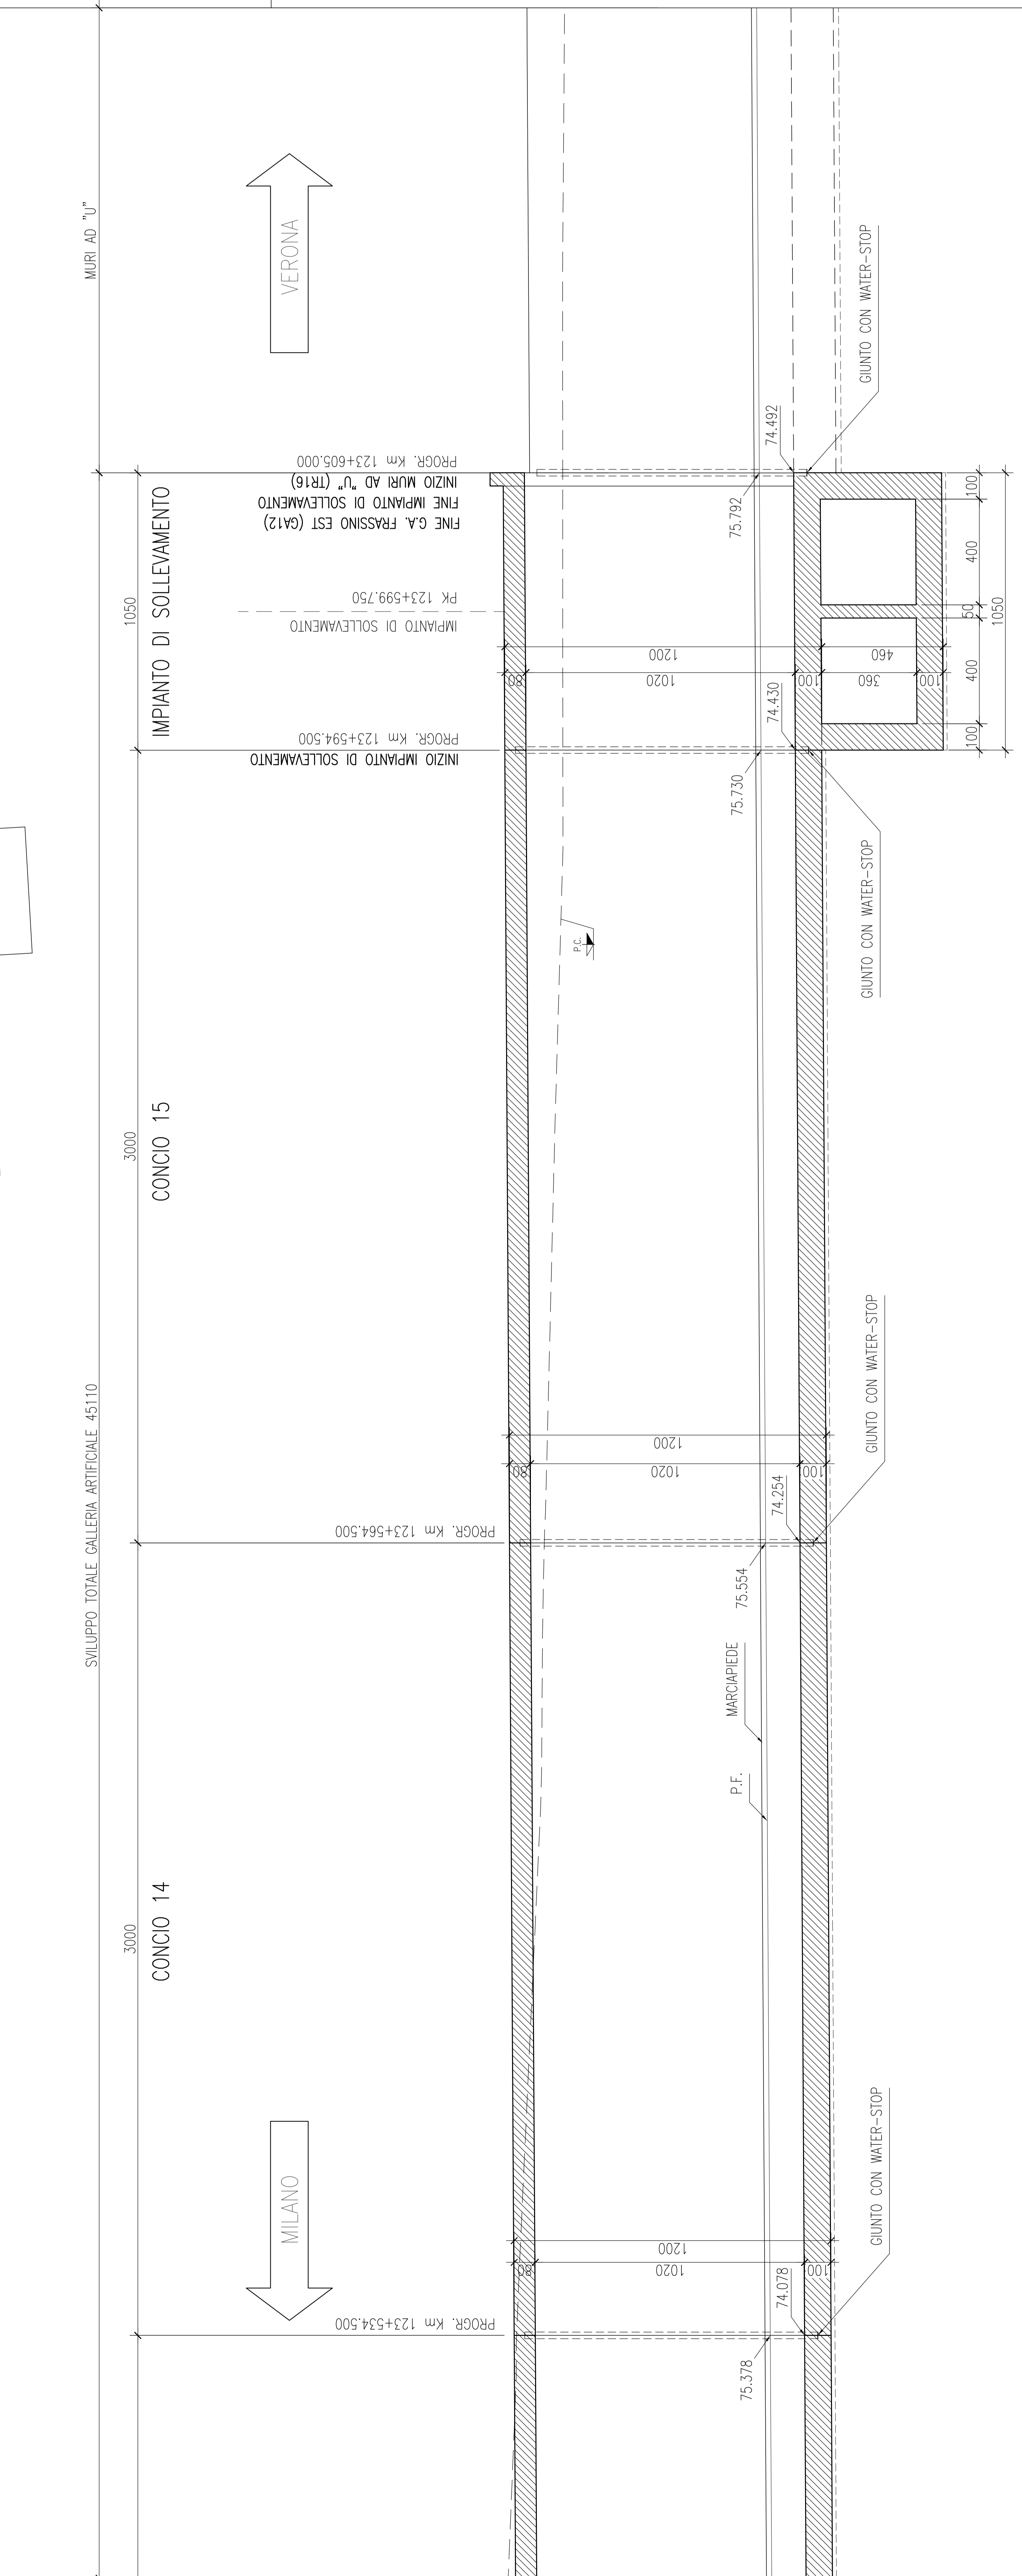 MURI AD "U"
VERONA
GIUNTO CON WATER-STOP
74.492
PROGR. Km 123+605.000
INIZIO MURI AD "U" (TR16)
FINE IMPIANTO DI SOLLEVAMENTO
FINE G.A. FRASSINO EST (GA12)
75.792
100
400
50
1050
400
100
1050
IMPIANTO DI SOLLEVAMENTO
PK 123+599.750
IMPIANTO DI SOLLEVAMENTO
1200
460
80
1020
100
360
100
74.430
PROGR. Km 123+594.500
INIZIO IMPIANTO DI SOLLEVAMENTO
75.730
GIUNTO CON WATER-STOP
P.C.
3000
CONCIO 15
GIUNTO CON WATER-STOP
SVILUPPO TOTALE GALLERIA ARTIFICIALE 45110
1200
80
1020
100
74.254
PROGR. Km 123+564.500
75.554
MARCIAPIEDE
P.F.
3000
CONCIO 14
GIUNTO CON WATER-STOP
MILANO
1200
80
1020
100
74.078
PROGR. Km 123+534.500
75.378